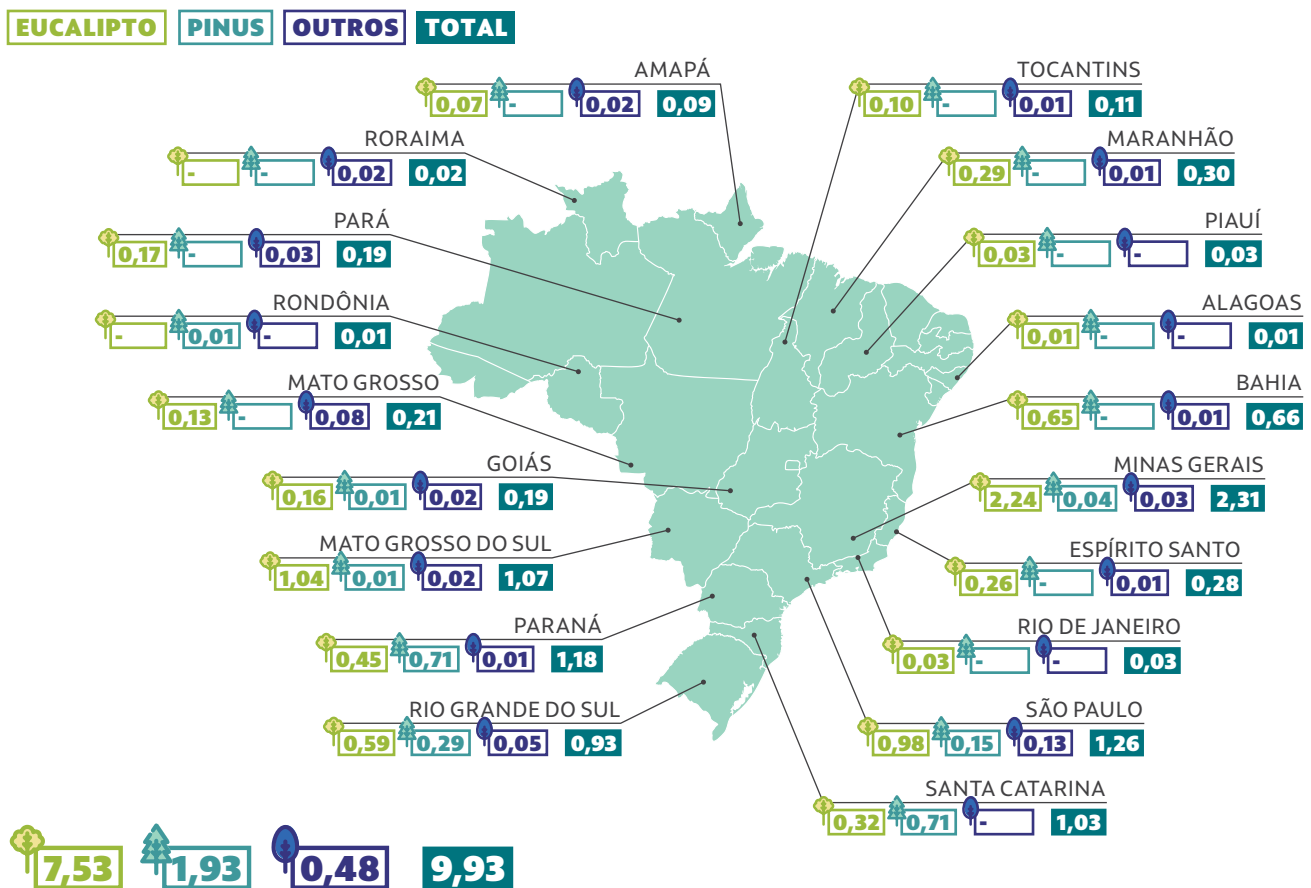 EUCALIPTO PINUS OUTROS TOTAL
AMAPÁ
0,07 - 0,02 0,09
TOCANTINS
0,10 - 0,01 0,11
RORAIMA
- - 0,02 0,02
MARANHÃO
0,29 - 0,01 0,30
PARÁ
0,17 - 0,03 0,19
PIAUÍ
0,03 - - 0,03
RONDÔNIA
- 0,01 - 0,01
ALAGOAS
0,01 - - 0,01
MATO GROSSO
0,13 - 0,08 0,21
BAHIA
0,65 - 0,01 0,66
GOIÁS
0,16 0,01 0,02 0,19
MINAS GERAIS
2,24 0,04 0,03 2,31
MATO GROSSO DO SUL
1,04 0,01 0,02 1,07
ESPÍRITO SANTO
0,26 - 0,01 0,28
PARANÁ
0,45 0,71 0,01 1,18
RIO DE JANEIRO
0,03 - - 0,03
RIO GRANDE DO SUL
0,59 0,29 0,05 0,93
SÃO PAULO
0,98 0,15 0,13 1,26
SANTA CATARINA
0,32 0,71 - 1,03
7,53 1,93 0,48 9,93